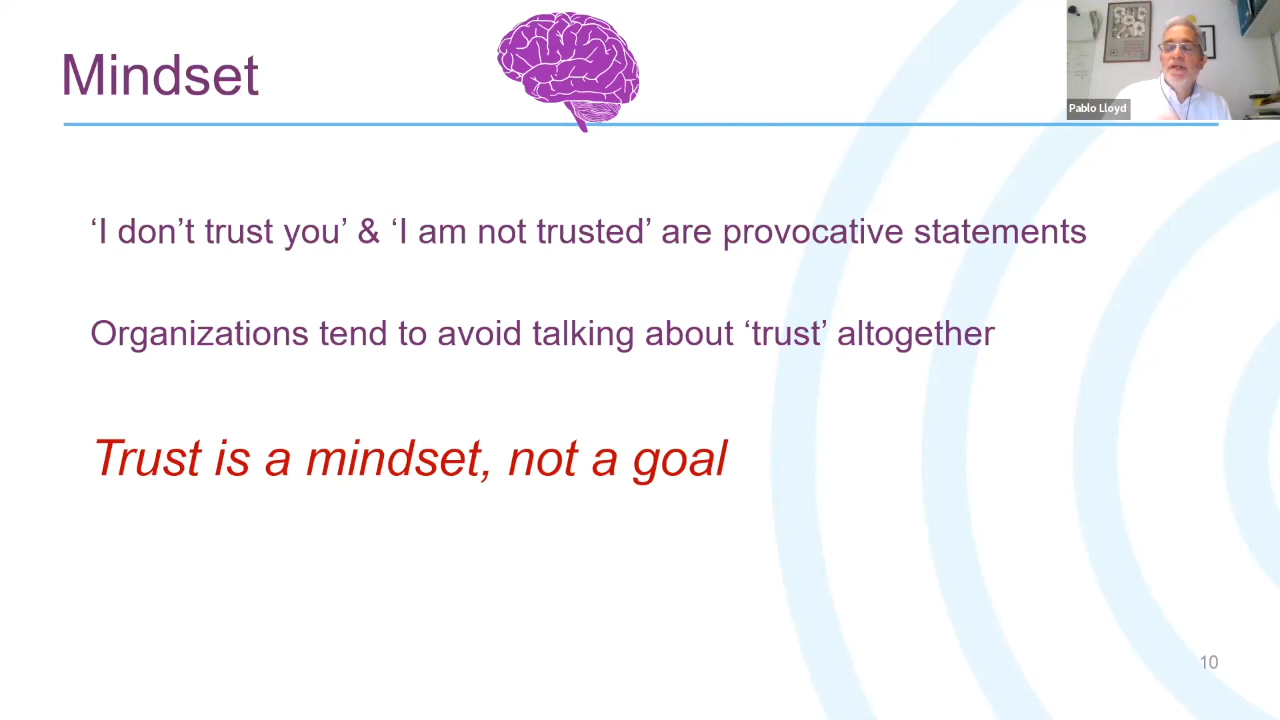 Mindset
Pablo Lloyd
‘I don’t trust you’ & ‘I am not trusted’ are provocative statements
Organizations tend to avoid talking about ‘trust’ altogether
Trust is a mindset, not a goal
10